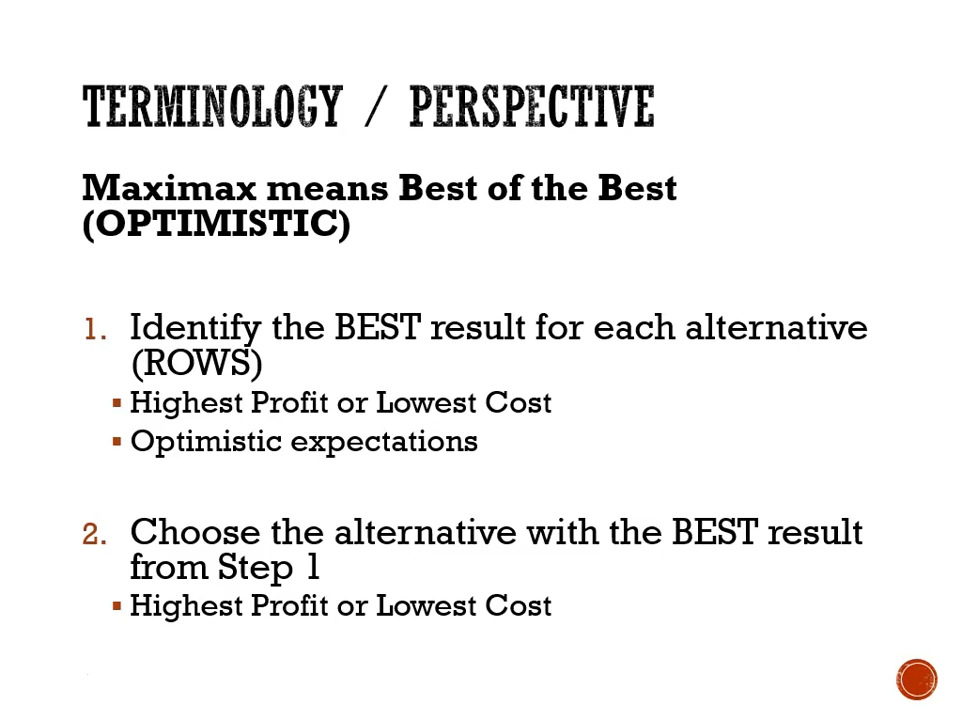 TERMINOLOGY / PERSPECTIVE
Maximax means Best of the Best
(OPTIMISTIC)
1. Identify the BEST result for each alternative
(ROWS)
▪ Highest Profit or Lowest Cost
▪ Optimistic expectations
2. Choose the alternative with the BEST result
from Step 1
▪ Highest Profit or Lowest Cost